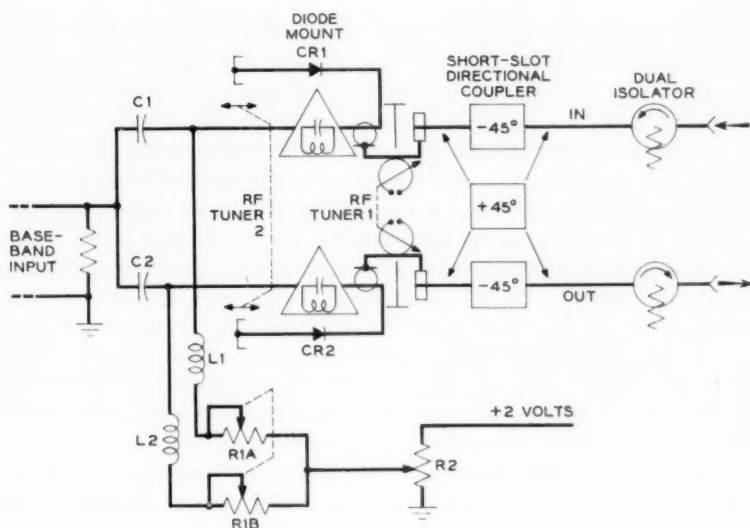 DIODE
MOUNT
CR1
SHORT-SLOT
DIRECTIONAL
COUPLER
DUAL
ISOLATOR
C1
-45°
IN
BASE-
BAND
INPUT
RF
TUNER
2
RF
TUNER 1
+45°
C2
-45°
OUT
CR2
L1
L2
R1A
+2 VOLTS
R2
R1B